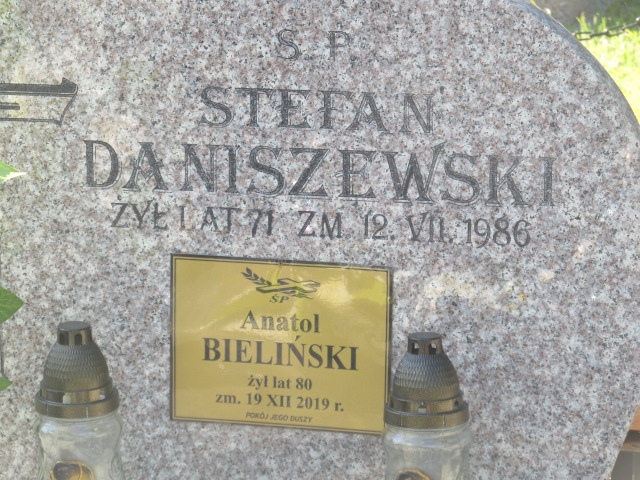 Ś. P.
STEFAN
DANISZEWSKI
ŻYŁ LAT 71 ZM. 12. VII. 1986
ŚP
Anatol
BIELIŃSKI
żył lat 80
zm. 19 XII 2019 r.
POKÓJ JEGO DUSZY